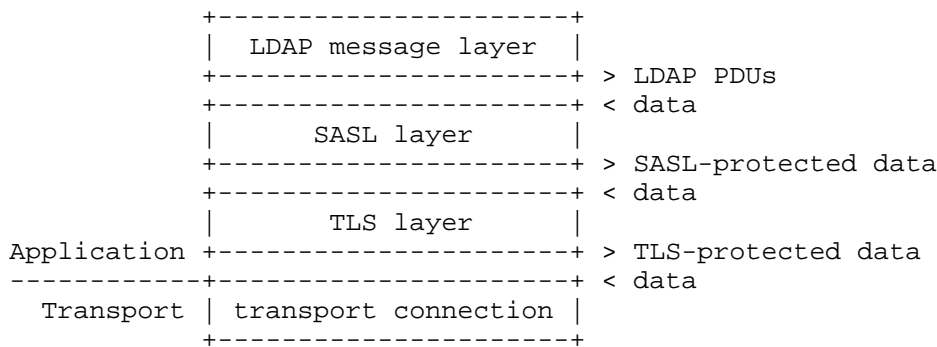 +----------------------+
               |  LDAP message layer  |
               +----------------------+ > LDAP PDUs
               +----------------------+ < data
               |      SASL layer      |
               +----------------------+ > SASL-protected data
               +----------------------+ < data
               |       TLS layer      |
   Application +----------------------+ > TLS-protected data
   ------------+----------------------+ < data
     Transport | transport connection |
               +----------------------+